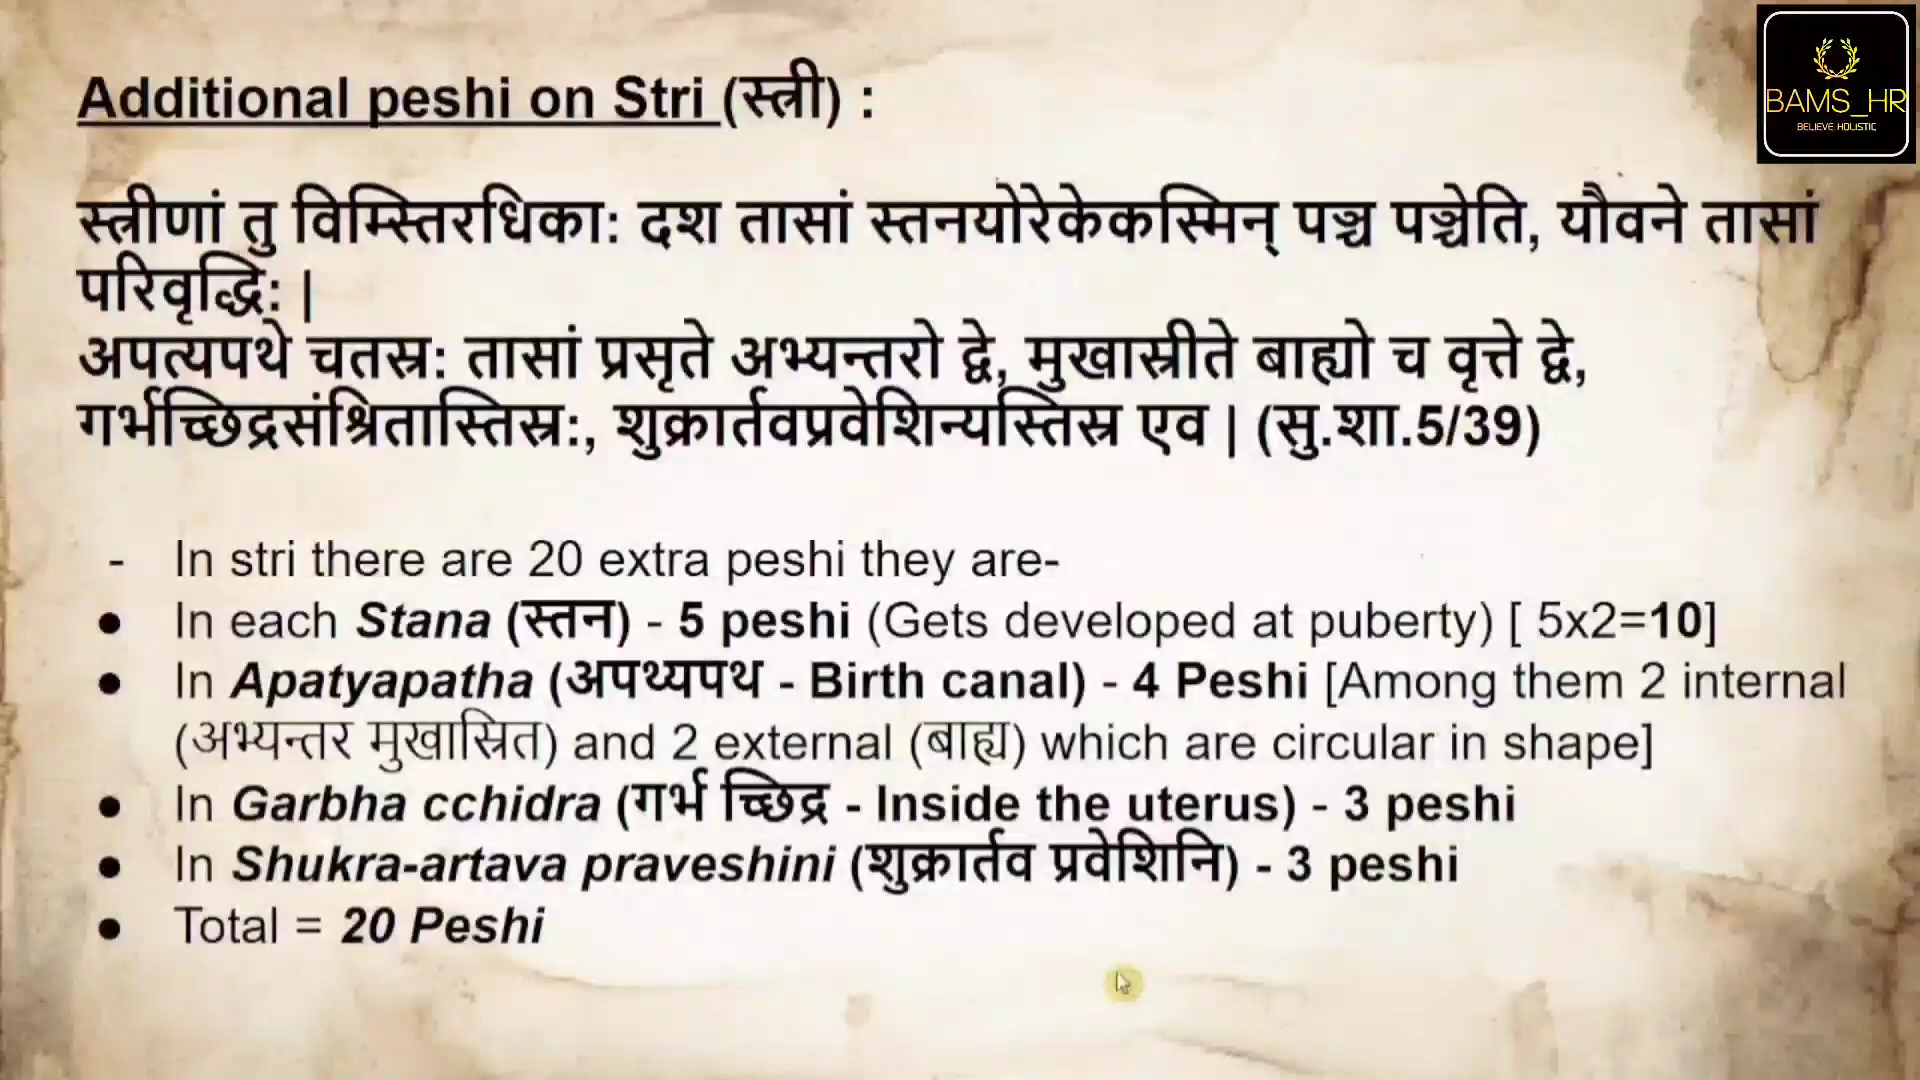 BAMS_HR
BELIEVE HOLISTIC
Additional peshi on Stri (स्त्री) :
स्त्रीणां तु विम्स्तिरधिकाः दश तासां स्तनयोरेकेकस्मिन् पञ्च पञ्चेति, यौवने तासां
परिवृद्धिः |
अपत्यपथे चतस्रः तासां प्रसृते अभ्यन्तरो द्वे, मुखास्रीते बाह्यो च वृत्ते द्वे,
गर्भच्छिद्रसंश्रितास्तिस्रः, शुक्रार्तवप्रवेशिन्यस्तिस्र एव | (सु.शा.5/39)
- In stri there are 20 extra peshi they are-
● In each Stana (स्तन) - 5 peshi (Gets developed at puberty) [ 5x2=10]
● In Apatyapatha (अपथ्यपथ - Birth canal) - 4 Peshi [Among them 2 internal
(अभ्यन्तर मुखास्रित) and 2 external (बाह्य) which are circular in shape]
● In Garbha cchidra (गर्भ च्छिद्र - Inside the uterus) - 3 peshi
● In Shukra-artava praveshini (शुक्रार्तव प्रवेशिनि) - 3 peshi
● Total = 20 Peshi